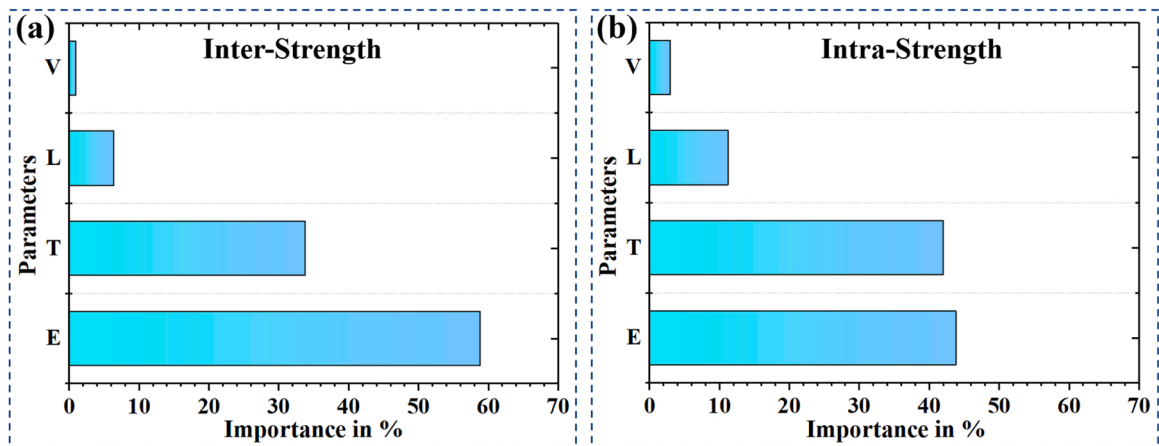 (a)
Inter-Strength
Parameters
V
L
T
E
0 10 20 30 40 50 60 70
Importance in %
(b)
Intra-Strength
Parameters
V
L
T
E
0 10 20 30 40 50 60 70
Importance in %